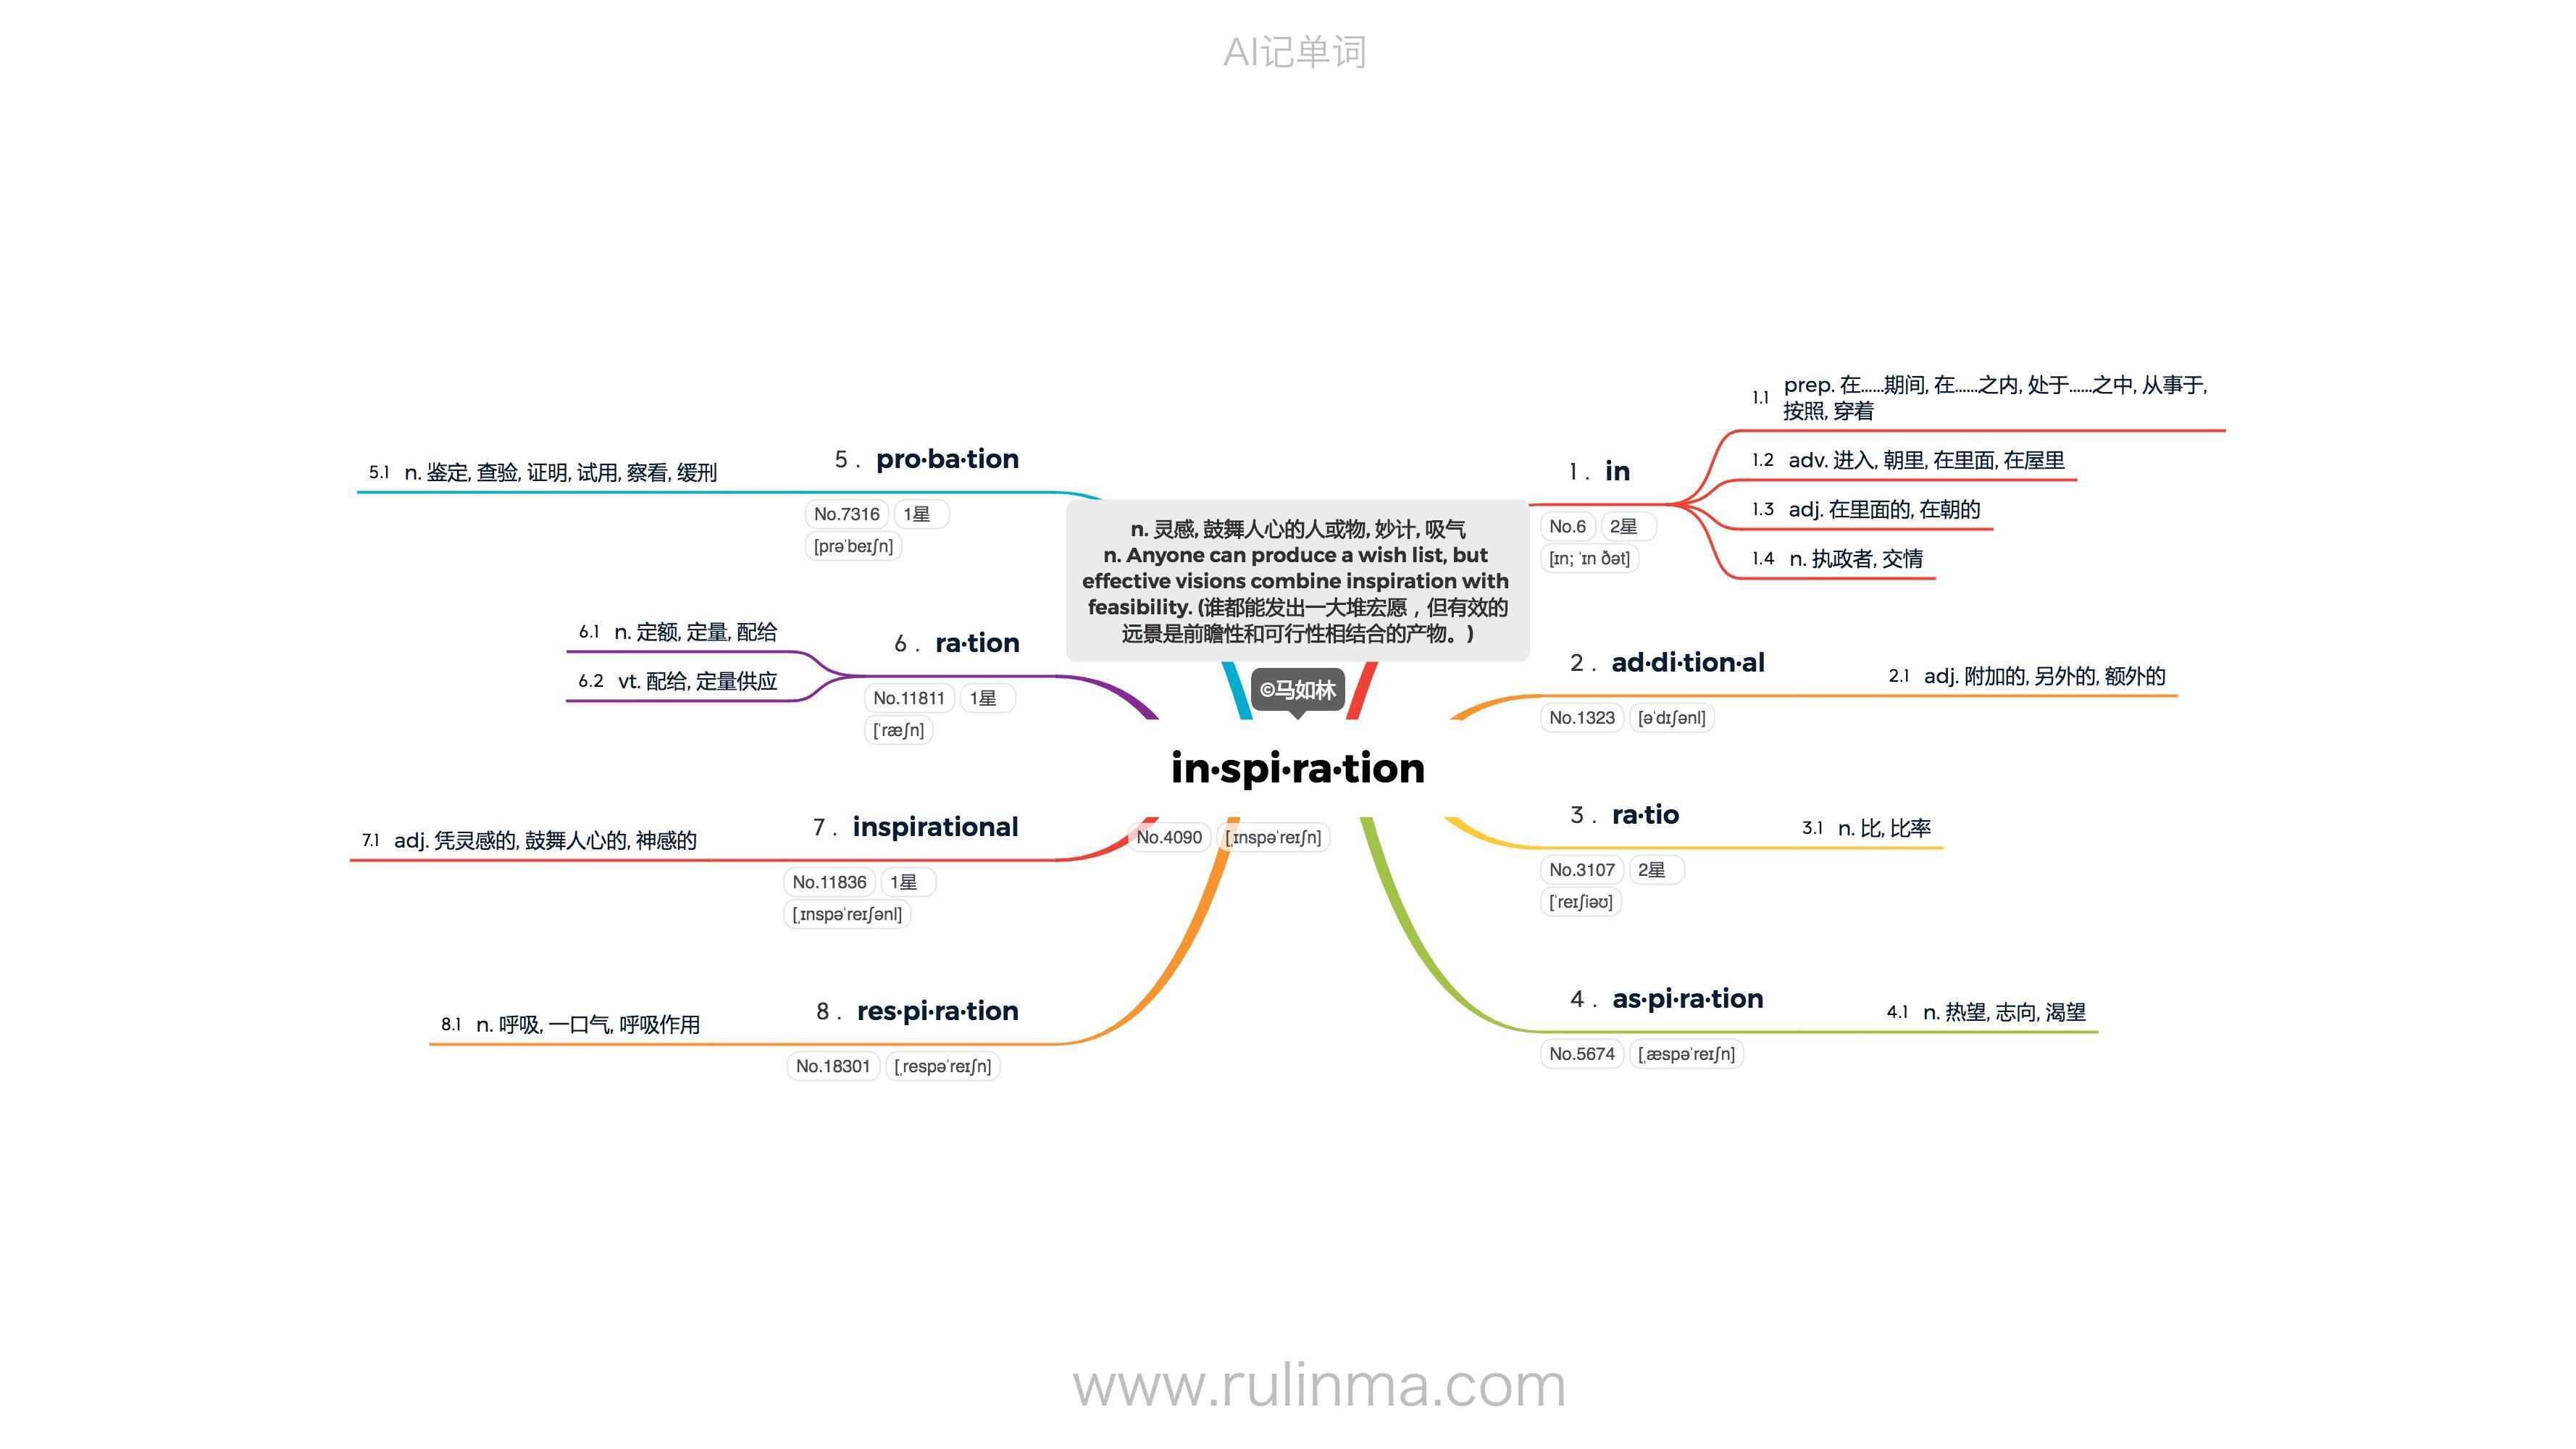 AI记单词
n. 灵感, 鼓舞人心的人或物, 妙计, 吸气
n. Anyone can produce a wish list, but
effective visions combine inspiration with
feasibility. (谁都能发出一大堆宏愿，但有效的
远景是前瞻性和可行性相结合的产物。)
©马如林
in·spi·ra·tion
No.4090 [ˌɪnspəˈreɪʃn]
1 . in
No.6 2星
[ɪn; ˈɪn ðət]
1.1 prep. 在……期间, 在……之内, 处于……之中, 从事于,
按照, 穿着
1.2 adv. 进入, 朝里, 在里面, 在屋里
1.3 adj. 在里面的, 在朝的
1.4 n. 执政者, 交情
2 . ad·di·tion·al
No.1323 [əˈdɪʃənl]
2.1 adj. 附加的, 另外的, 额外的
3 . ra·tio
No.3107 2星
[ˈreɪʃiəʊ]
3.1 n. 比, 比率
4 . as·pi·ra·tion
No.5674 [ˌæspəˈreɪʃn]
4.1 n. 热望, 志向, 渴望
5 . pro·ba·tion
No.7316 1星
[prəˈbeɪʃn]
5.1 n. 鉴定, 查验, 证明, 试用, 察看, 缓刑
6 . ra·tion
No.11811 1星
[ˈræʃn]
6.1 n. 定额, 定量, 配给
6.2 vt. 配给, 定量供应
7 . inspirational
No.11836 1星
[ˌɪnspəˈreɪʃənl]
7.1 adj. 凭灵感的, 鼓舞人心的, 神感的
8 . res·pi·ra·tion
No.18301 [ˌrespəˈreɪʃn]
8.1 n. 呼吸, 一口气, 呼吸作用
www.rulinma.com